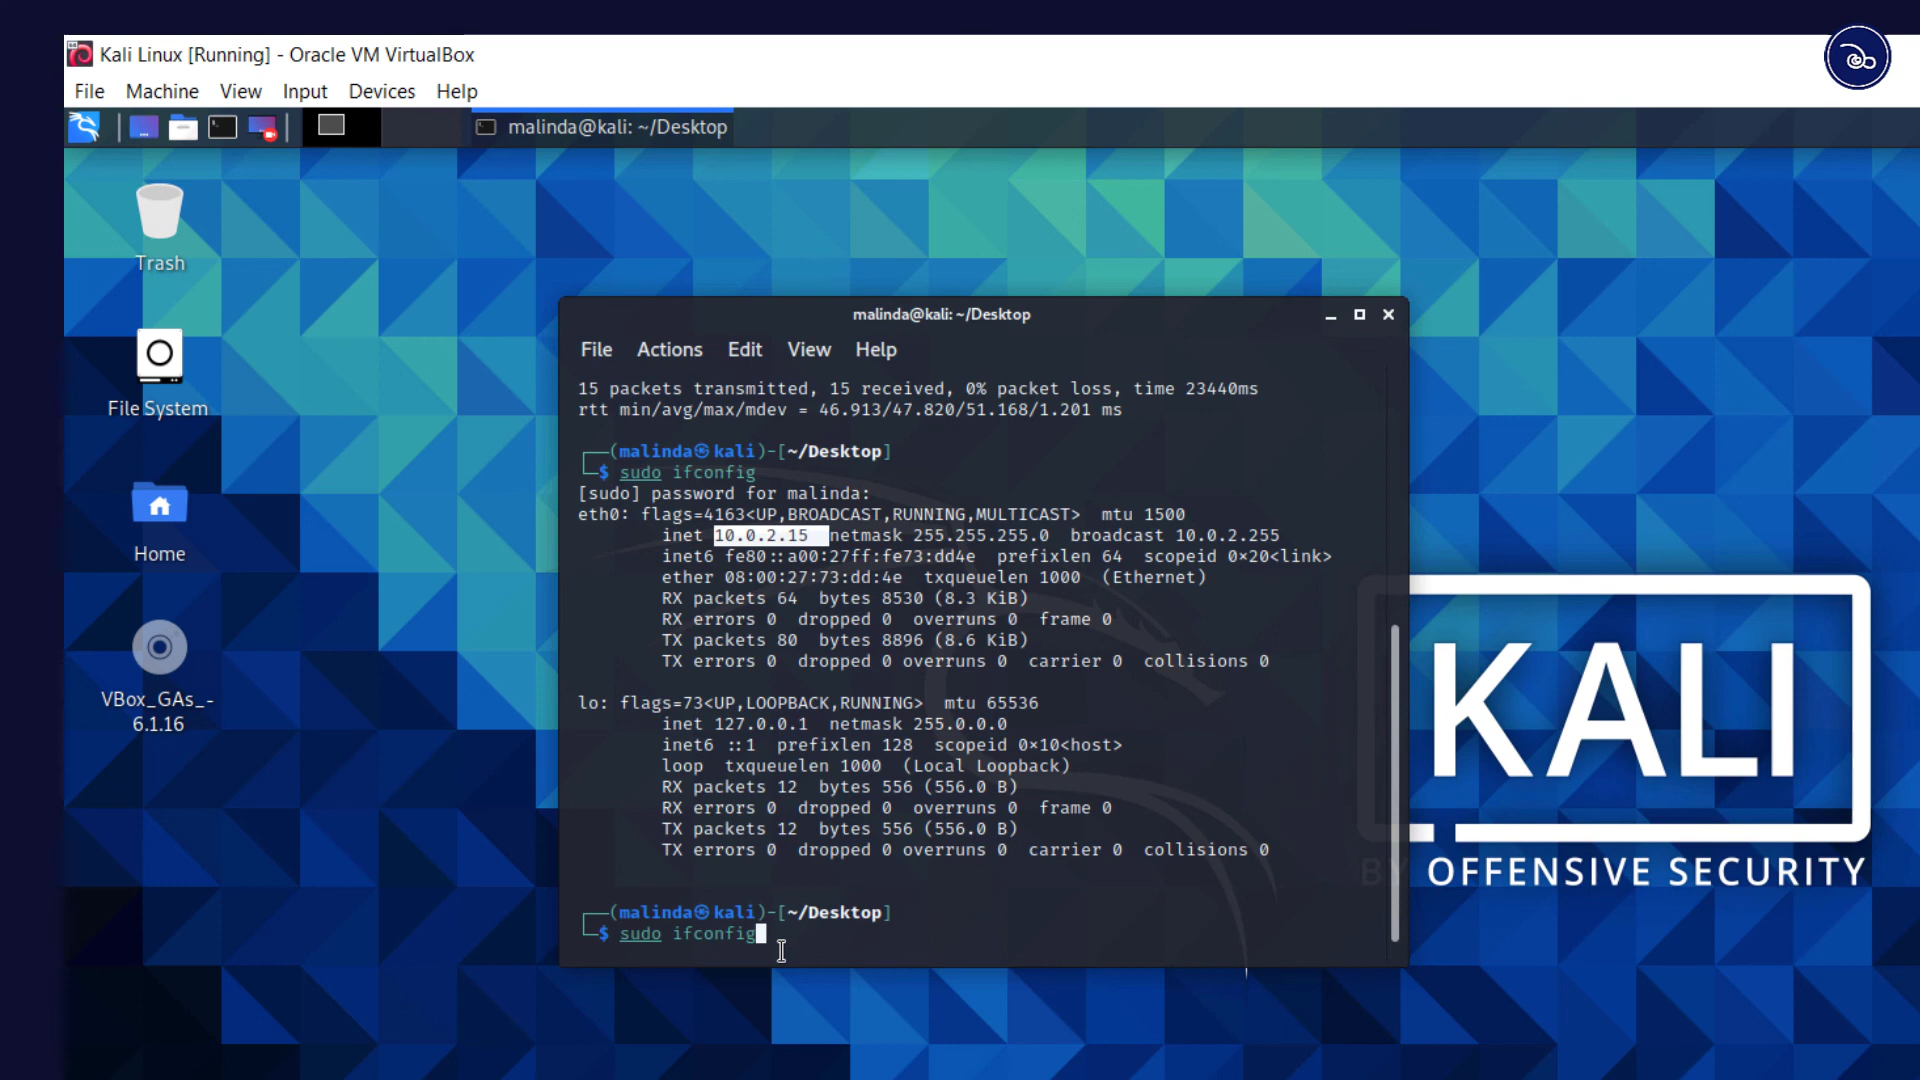 Kali Linux [Running] - Oracle VM VirtualBox
File Machine View Input Devices Help
malinda@kali: ~/Desktop
Trash
File System
Home
VBox_GAs_-
6.1.16
malinda@kali: ~/Desktop
File Actions Edit View Help
15 packets transmitted, 15 received, 0% packet loss, time 23440ms
rtt min/avg/max/mdev = 46.913/47.820/51.168/1.201 ms
┌──(malinda㉿kali)-[~/Desktop]
└─$ sudo ifconfig
[sudo] password for malinda:
eth0: flags=4163<UP,BROADCAST,RUNNING,MULTICAST>  mtu 1500
inet 10.0.2.15  netmask 255.255.255.0  broadcast 10.0.2.255
inet6 fe80::a00:27ff:fe73:dd4e  prefixlen 64  scopeid 0×20<link>
ether 08:00:27:73:dd:4e  txqueuelen 1000  (Ethernet)
RX packets 64  bytes 8530 (8.3 KiB)
RX errors 0  dropped 0  overruns 0  frame 0
TX packets 80  bytes 8896 (8.6 KiB)
TX errors 0  dropped 0 overruns 0  carrier 0  collisions 0
lo: flags=73<UP,LOOPBACK,RUNNING>  mtu 65536
inet 127.0.0.1  netmask 255.0.0.0
inet6 ::1  prefixlen 128  scopeid 0×10<host>
loop  txqueuelen 1000  (Local Loopback)
RX packets 12  bytes 556 (556.0 B)
RX errors 0  dropped 0  overruns 0  frame 0
TX packets 12  bytes 556 (556.0 B)
TX errors 0  dropped 0 overruns 0  carrier 0  collisions 0
┌──(malinda㉿kali)-[~/Desktop]
└─$ sudo ifconfig
KALI
BY OFFENSIVE SECURITY